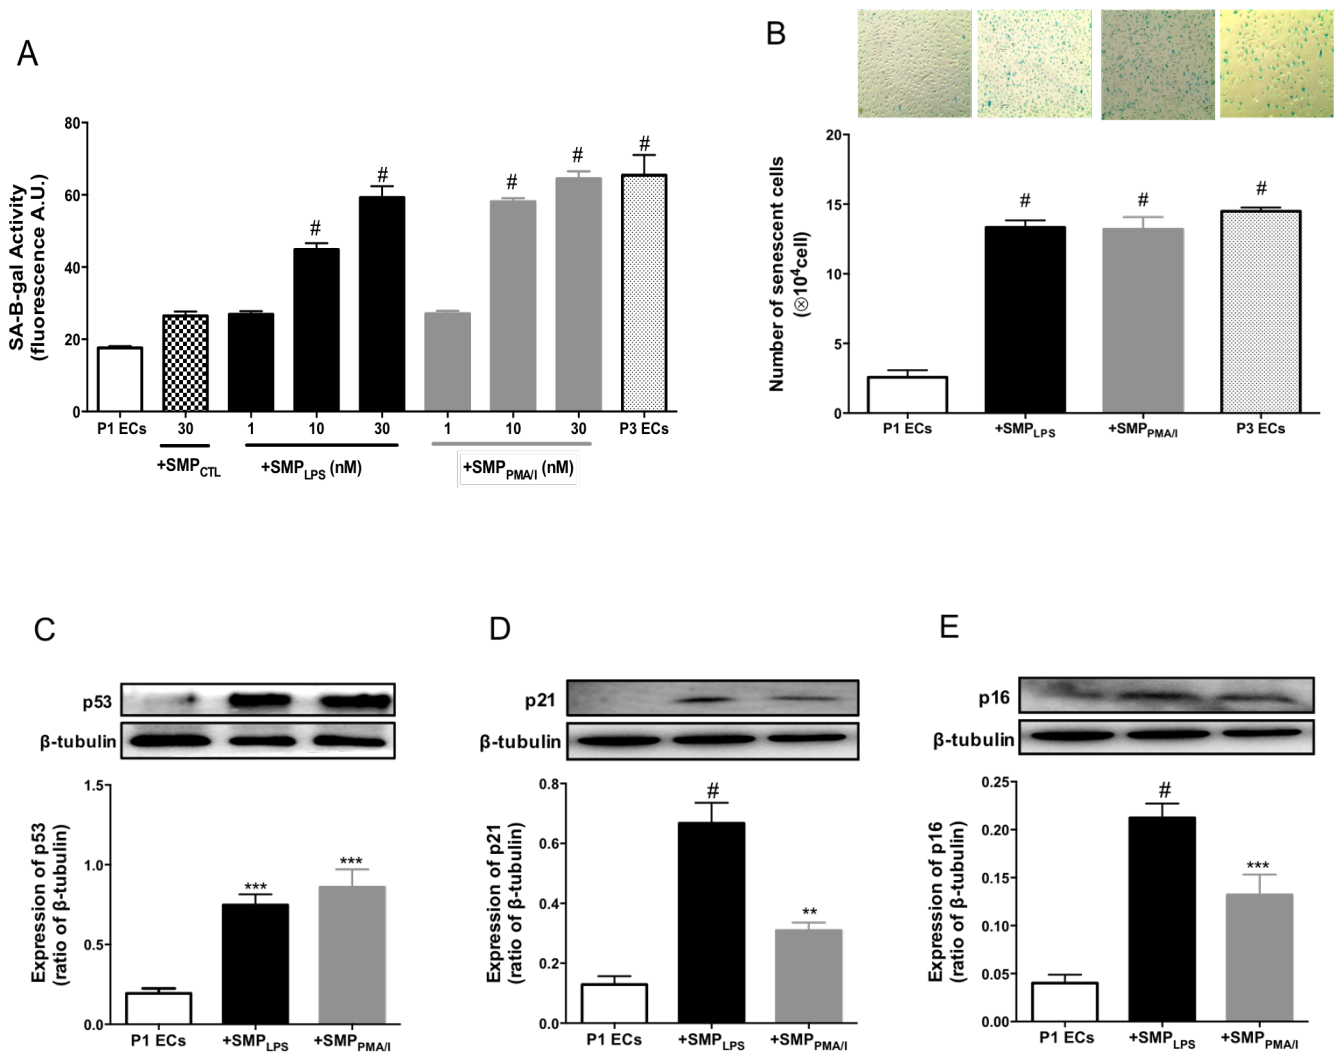 A
SA-B-gal Activity
(fluorescence A.U.)
80
60
40
20
0
#
#
#
#
#
P1 ECs
30
1
10
30
1
10
30
P3 ECs
+SMPCTL
+SMPLPS (nM)
+SMPPMA/I (nM)
B
Number of senescent cells
(⊗10⁴cell)
20
15
10
5
0
#
#
#
P1 ECs
+SMPLPS
+SMPPMA/I
P3 ECs
C
p53
β-tubulin
Expression of p53
(ratio of β-tubulin)
1.5
1.0
0.5
0.0
***
***
P1 ECs
+SMPLPS
+SMPPMA/I
D
p21
β-tubulin
Expression of p21
(ratio of β-tubulin)
0.8
0.6
0.4
0.2
0.0
#
**
P1 ECs
+SMPLPS
+SMPPMA/I
E
p16
β-tubulin
Expression of p16
(ratio of β-tubulin)
0.25
0.20
0.15
0.10
0.05
0.00
#
***
P1 ECs
+SMPLPS
+SMPPMA/I